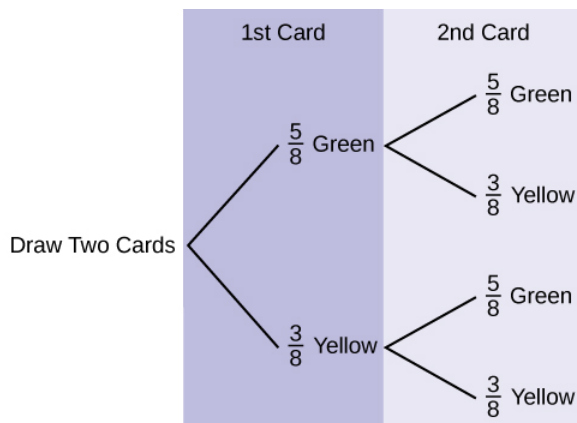 1st Card
2nd Card
5/8 Green
5/8 Green
3/8 Yellow
Draw Two Cards
3/8 Yellow
5/8 Green
3/8 Yellow